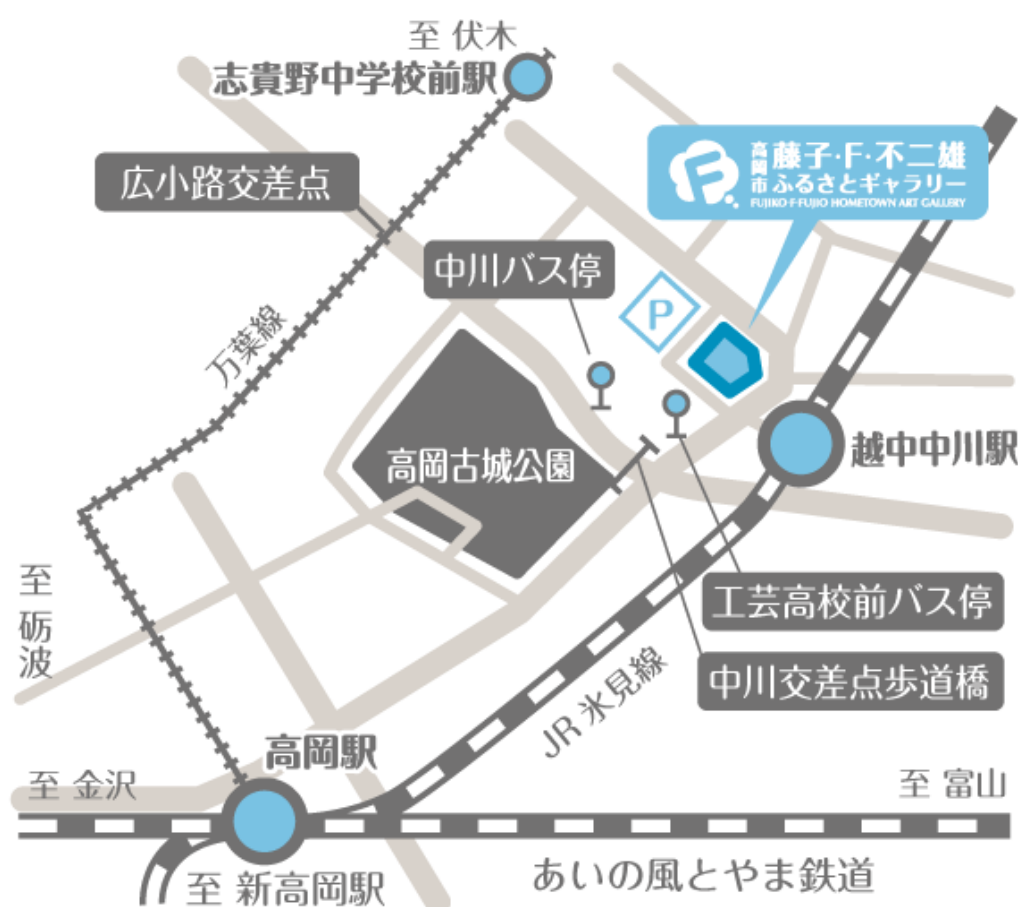 至 伏木
志貴野中学校前駅
高岡市
藤子・F・不二雄
ふるさとギャラリー
FUJIKO・F・FUJIO HOMETOWN ART GALLERY
広小路交差点
中川バス停
P
万葉線
高岡古城公園
越中中川駅
至 砺波
工芸高校前バス停
中川交差点歩道橋
JR 氷見線
高岡駅
至 金沢
至 富山
至 新高岡駅
あいの風とやま鉄道